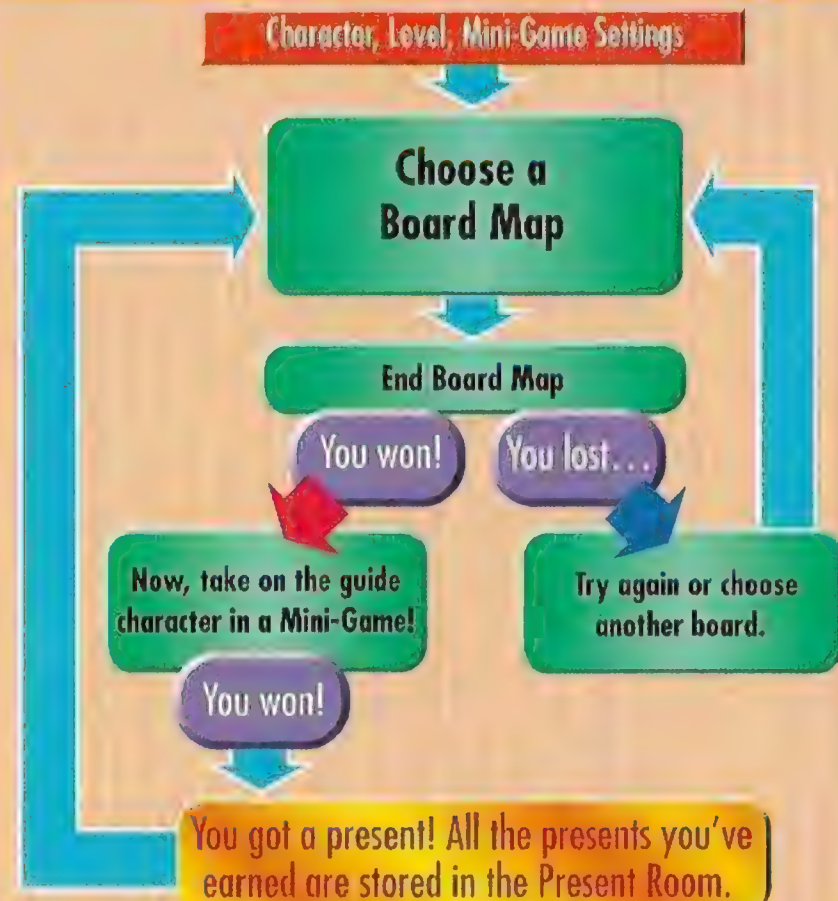 Character, Level, Mini-Game Settings
Choose a
Board Map
End Board Map
You won!
You lost...
Now, take on the guide
character in a Mini-Game!
Try again or choose
another board.
You won!
You got a present! All the presents you've
earned are stored in the Present Room.